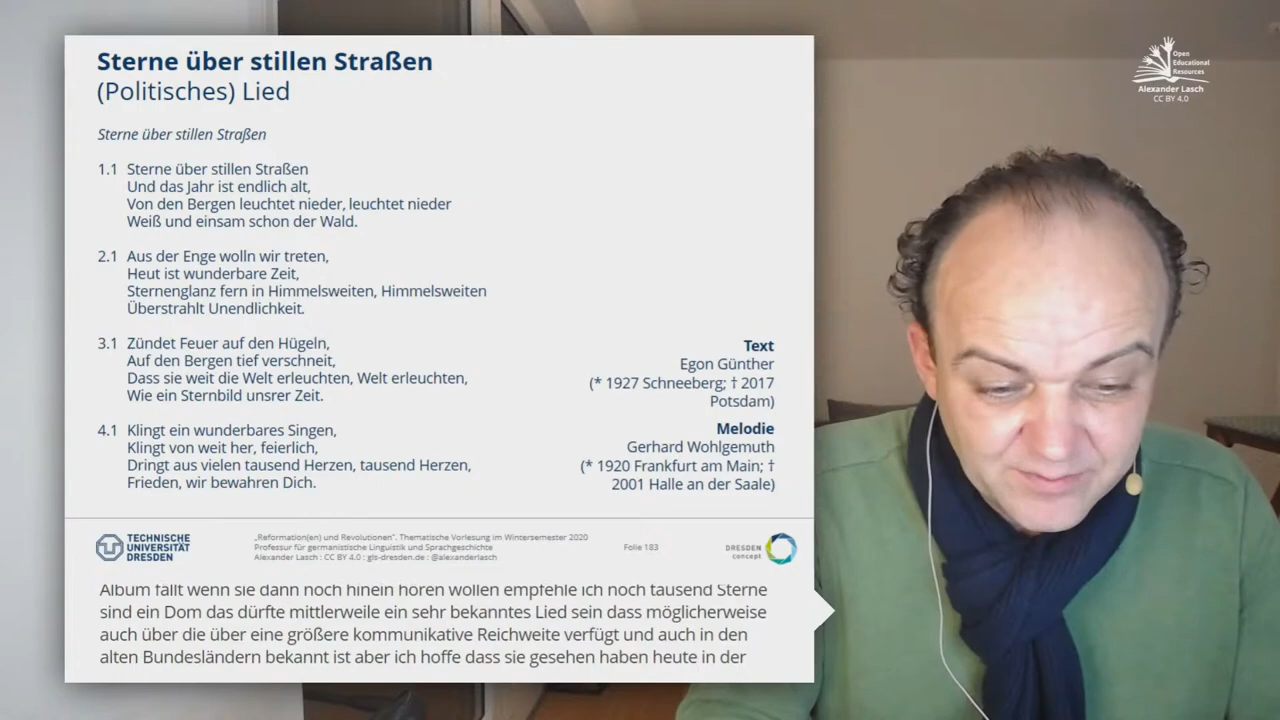 Sterne über stillen Straßen
(Politisches) Lied
Sterne über stillen Straßen
1.1 Sterne über stillen Straßen
Und das Jahr ist endlich alt,
Von den Bergen leuchtet nieder, leuchtet nieder
Weiß und einsam schon der Wald.
2.1 Aus der Enge wolln wir treten,
Heut ist wunderbare Zeit,
Sternenglanz fern in Himmelsweiten, Himmelsweiten
Überstrahlt Unendlichkeit.
3.1 Zündet Feuer auf den Hügeln,
Auf den Bergen tief verschneit,
Dass sie weit die Welt erleuchten, Welt erleuchten,
Wie ein Sternbild unsrer Zeit.
4.1 Klingt ein wunderbares Singen,
Klingt von weit her, feierlich,
Dringt aus vielen tausend Herzen, tausend Herzen,
Frieden, wir bewahren Dich.
Text
Egon Günther
(* 1927 Schneeberg; † 2017
Potsdam)
Melodie
Gerhard Wohlgemuth
(* 1920 Frankfurt am Main; †
2001 Halle an der Saale)
TECHNISCHE
UNIVERSITÄT
DRESDEN
„Reformation(en) und Revolutionen“. Thematische Vorlesung im Wintersemester 2020
Professur für germanistische Linguistik und Sprachgeschichte
Alexander Lasch : CC BY 4.0 : gls-dresden.de : @alexanderlasch
Folie 183
DRESDEN
concept
Album fällt wenn sie dann noch hinein hören wollen empfehle ich noch tausend Sterne
sind ein Dom das dürfte mittlerweile ein sehr bekanntes Lied sein dass möglicherweise
auch über die über eine größere kommunikative Reichweite verfügt und auch in den
alten Bundesländern bekannt ist aber ich hoffe dass sie gesehen haben heute in der
Open
Educational
Resources
Alexander Lasch
CC BY 4.0